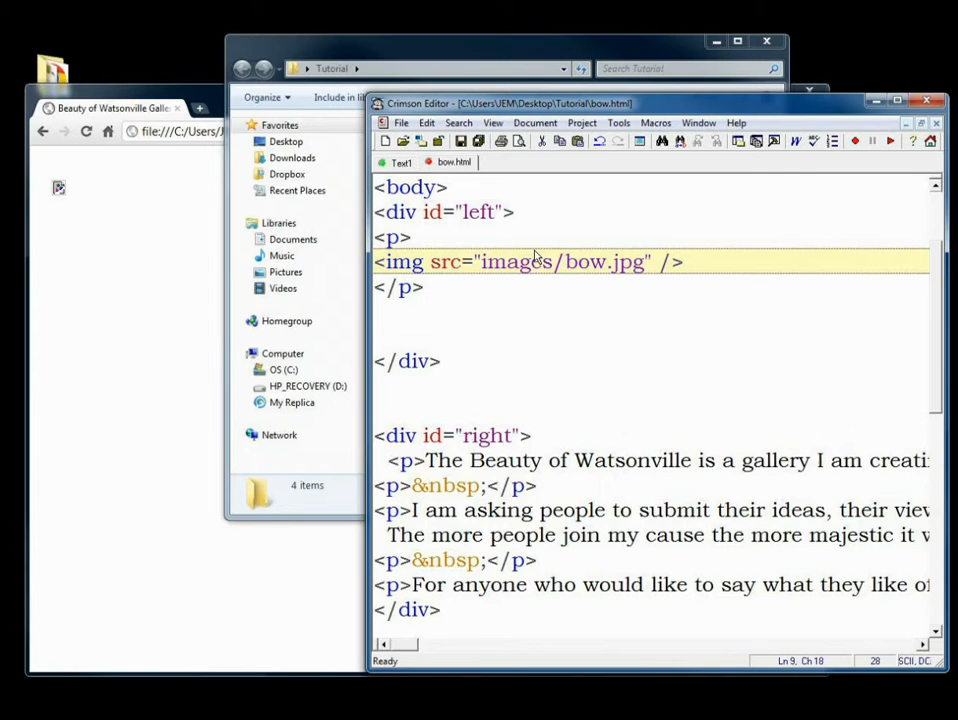 Tutorial
Search Tutorial
Organize
Include in lib
Favorites
Desktop
Downloads
Dropbox
Recent Places
Libraries
Documents
Music
Pictures
Videos
Homegroup
Computer
OS (C:)
HP_RECOVERY (D:)
My Replica
Network
4 items
Beauty of Watsonville Galle
file:///C:/Users/J
Crimson Editor - [C:\Users\JEM\Desktop\Tutorial\bow.html]
File Edit Search View Document Project Tools Macros Window Help
Text1 bow.html
<body>
<div id="left">
<p>
<img src="images/bow.jpg" />
</p>
</div>
<div id="right">
<p>The Beauty of Watsonville is a gallery I am creati
<p>&nbsp;</p>
<p>I am asking people to submit their ideas, their view
The more people join my cause the more majestic it w
<p>&nbsp;</p>
<p>For anyone who would like to say what they like of
</div>
Ready
Ln 9, Ch 18
28
SCII, DC